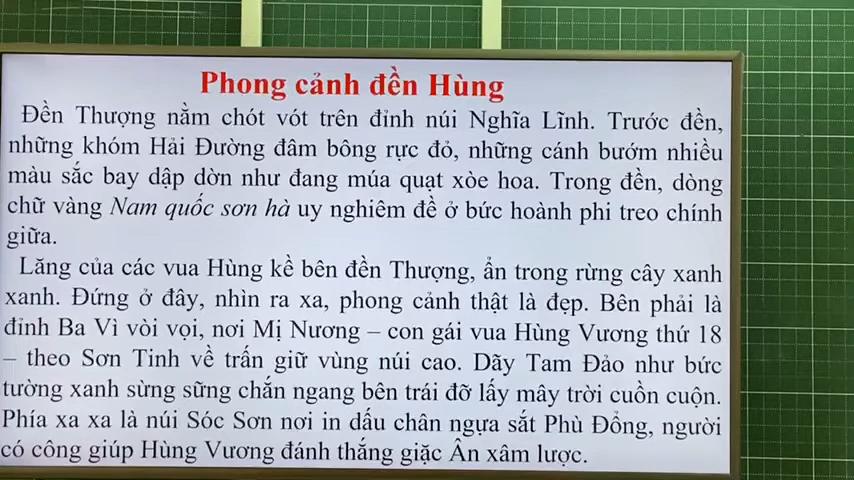 Phong cảnh đền Hùng
Đền Thượng nằm chót vót trên đỉnh núi Nghĩa Lĩnh. Trước đền,
những khóm Hải Đường đâm bông rực đỏ, những cánh bướm nhiều
màu sắc bay dập dờn như đang múa quạt xòe hoa. Trong đền, dòng
chữ vàng Nam quốc sơn hà uy nghiêm đề ở bức hoành phi treo chính
giữa.
Lăng của các vua Hùng kề bên đền Thượng, ẩn trong rừng cây xanh
xanh. Đứng ở đây, nhìn ra xa, phong cảnh thật là đẹp. Bên phải là
đỉnh Ba Vì vòi vọi, nơi Mị Nương – con gái vua Hùng Vương thứ 18
– theo Sơn Tinh về trấn giữ vùng núi cao. Dãy Tam Đảo như bức
tường xanh sừng sững chắn ngang bên trái đỡ lấy mây trời cuồn cuộn.
Phía xa xa là núi Sóc Sơn nơi in dấu chân ngựa sắt Phù Đổng, người
có công giúp Hùng Vương đánh thắng giặc Ân xâm lược.